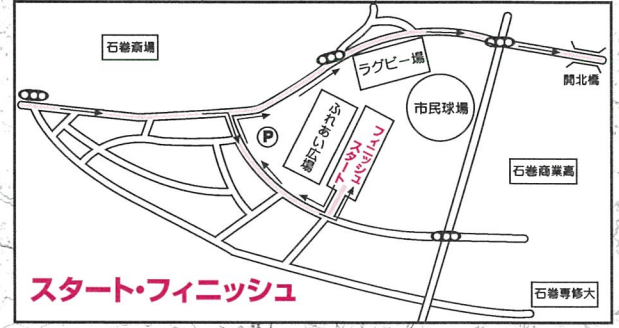 石巻斎場
ラグビー場
開北橋
市民球場
P
ふれあい広場
フィニッシュ
スタート
石巻商業高
石巻専修大
スタート・フィニッシュ